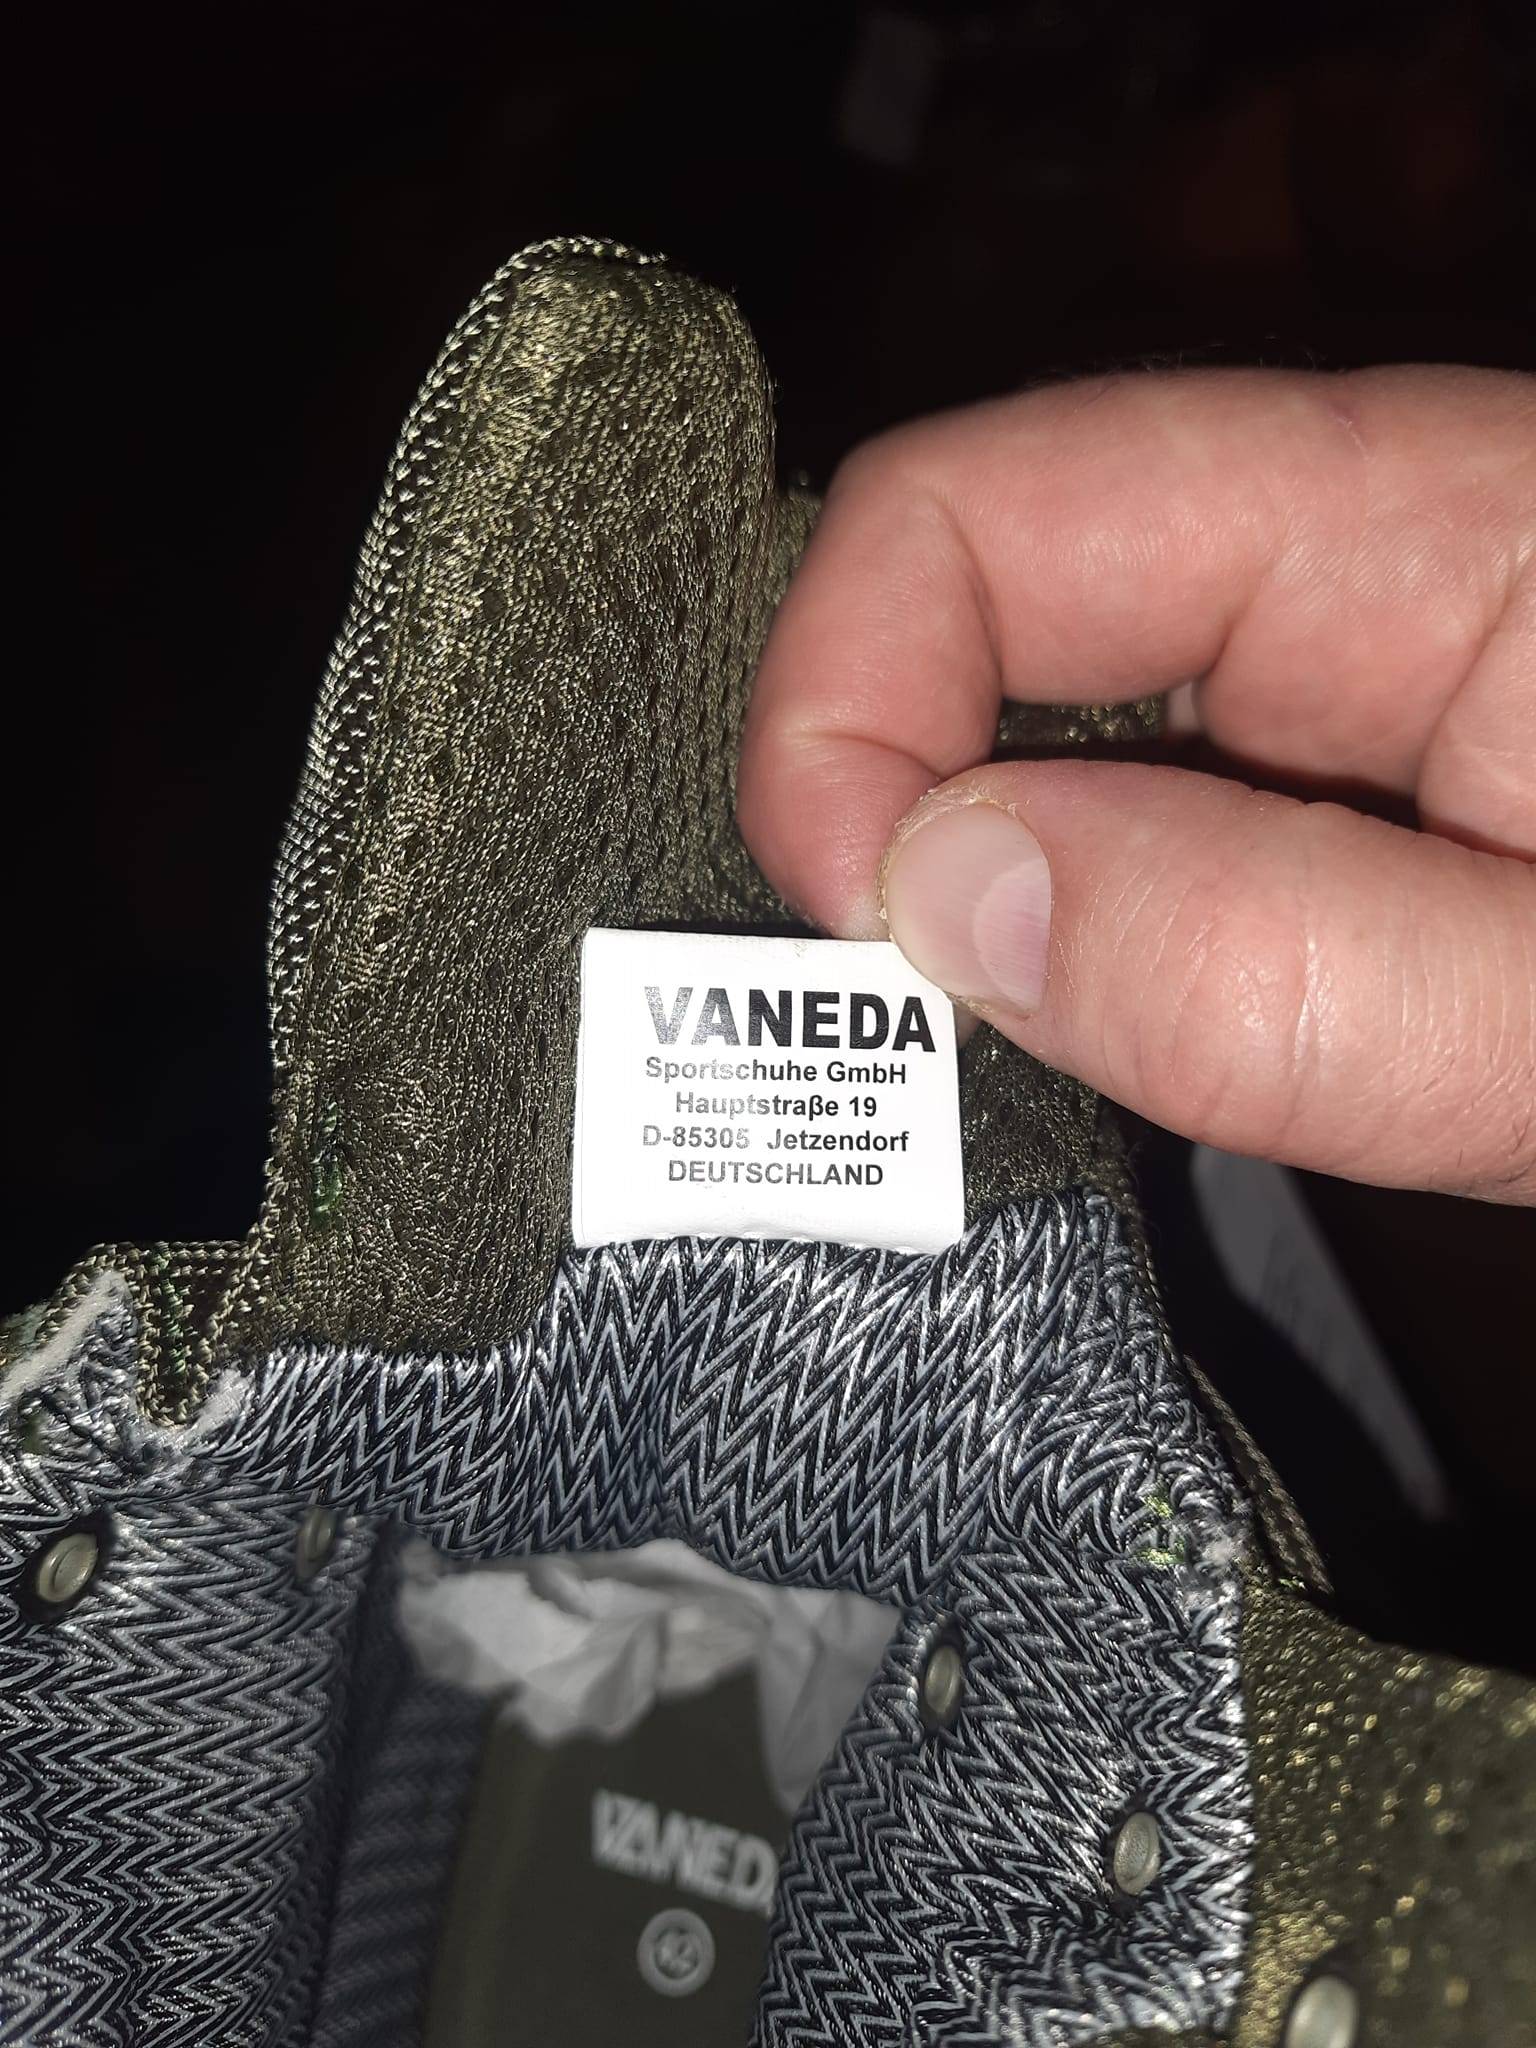 VANEDA
Sportschuhe GmbH
Hauptstraße 19
D-85305 Jetzendorf
DEUTSCHLAND
VANEDA
42